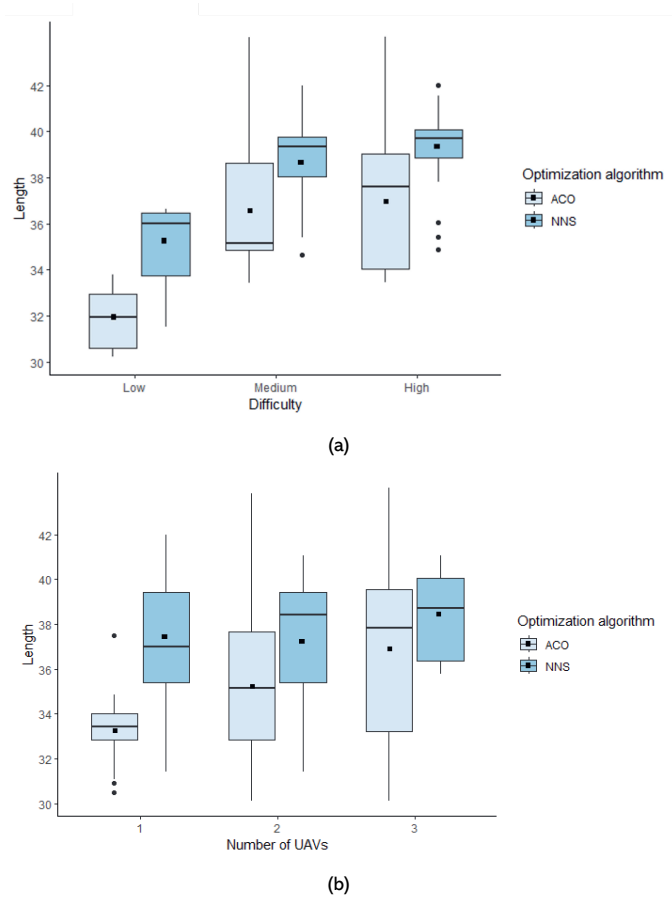 42
40
38
36
34
32
30
Length
Low
Medium
High
Difficulty
Optimization algorithm
ACO
NNS
(a)
42
40
38
36
34
32
30
Length
1
2
3
Number of UAVs
Optimization algorithm
ACO
NNS
(b)